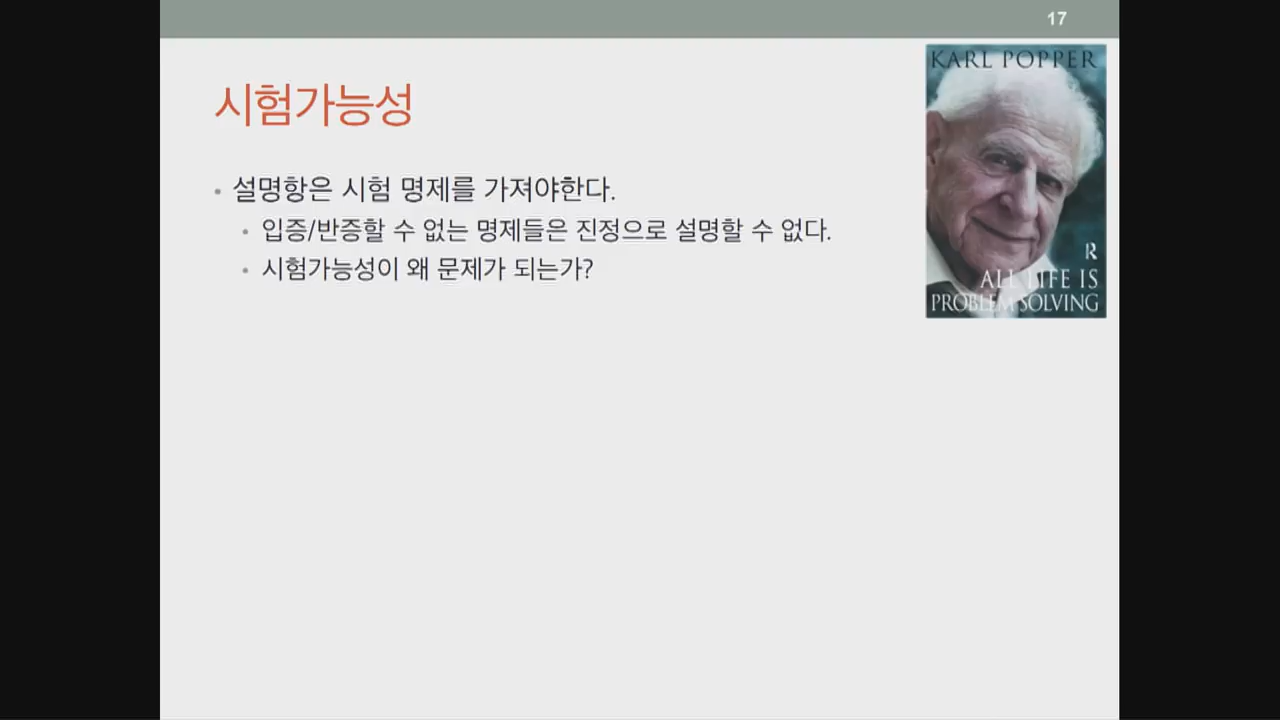 17
KARL POPPER
시험가능성
• 설명항은 시험 명제를 가져야한다.
• 입증/반증할 수 없는 명제들은 진정으로 설명할 수 없다.
• 시험가능성이 왜 문제가 되는가?
R
ALL LIFE IS
PROBLEM SOLVING